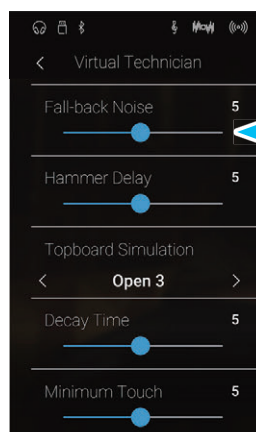 Virtual Technician
Fall-back Noise 5
Hammer Delay 5
Topboard Simulation
Open 3
Decay Time 5
Minimum Touch 5